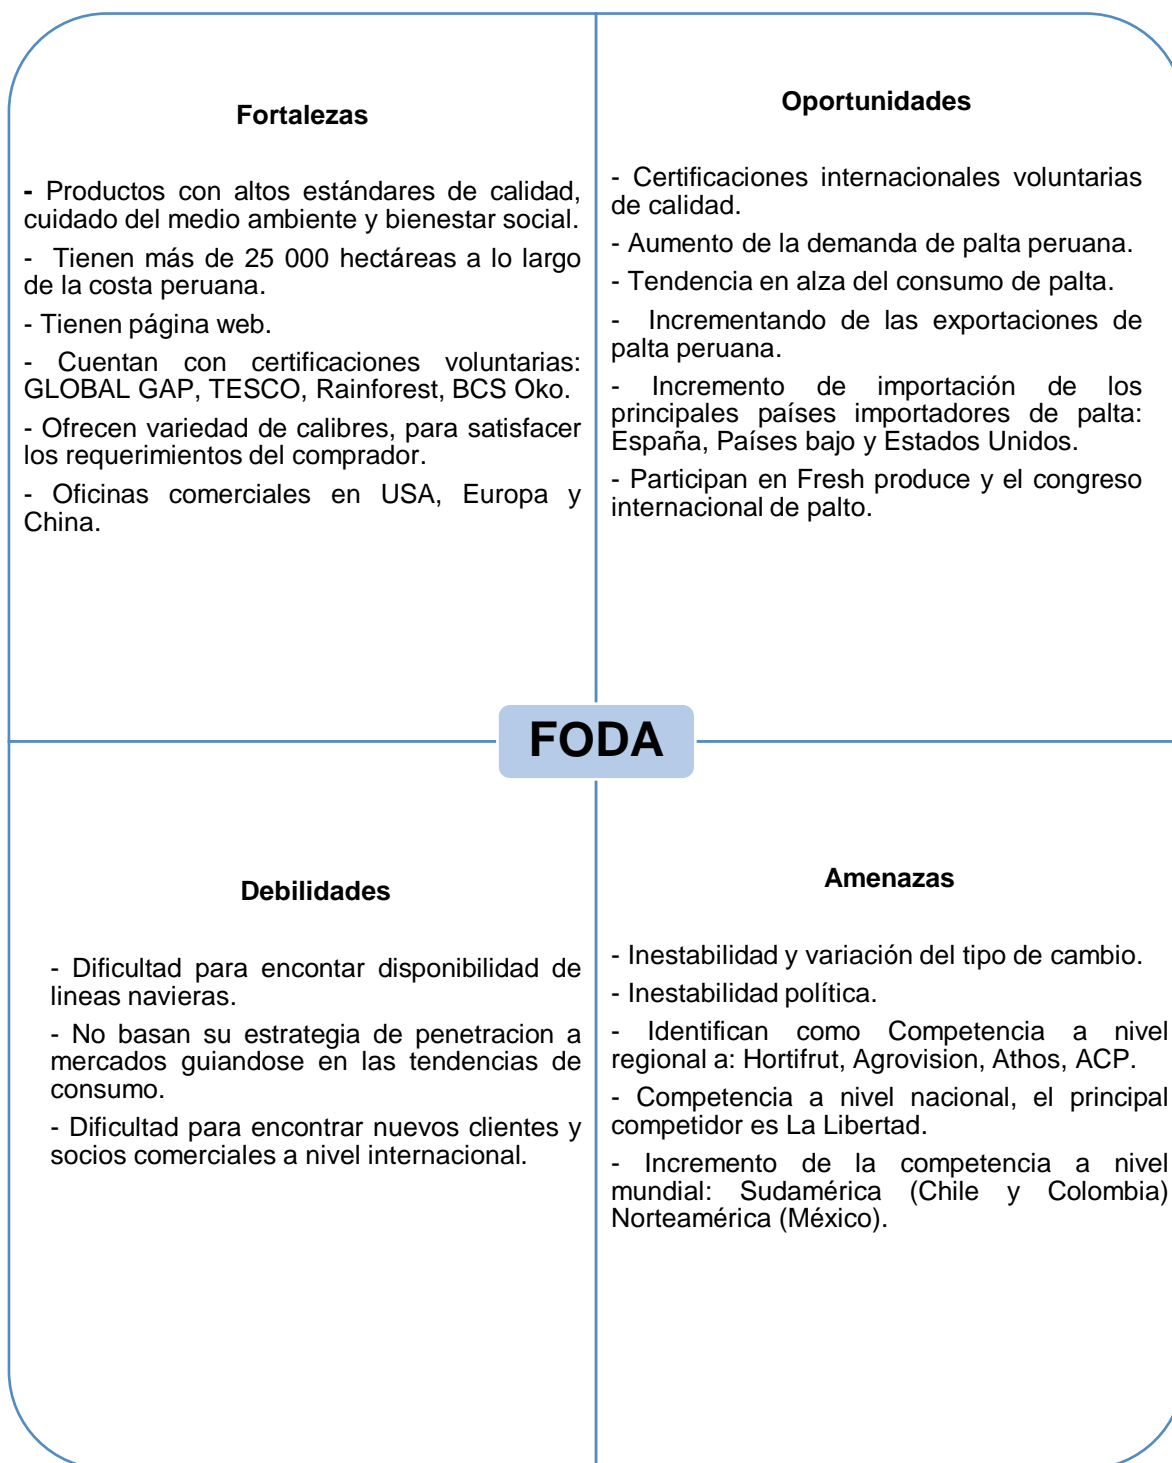 Fortalezas
- Productos con altos estándares de calidad,
cuidado del medio ambiente y bienestar social.
- Tienen más de 25 000 hectáreas a lo largo
de la costa peruana.
- Tienen página web.
- Cuentan con certificaciones voluntarias:
GLOBAL GAP, TESCO, Rainforest, BCS Oko.
- Ofrecen variedad de calibres, para satisfacer
los requerimientos del comprador.
- Oficinas comerciales en USA, Europa y
China.
Oportunidades
- Certificaciones internacionales voluntarias
de calidad.
- Aumento de la demanda de palta peruana.
- Tendencia en alza del consumo de palta.
- Incrementando de las exportaciones de
palta peruana.
- Incremento de importación de los
principales países importadores de palta:
España, Países bajo y Estados Unidos.
- Participan en Fresh produce y el congreso
internacional de palto.
FODA
Debilidades
- Dificultad para encontar disponibilidad de
lineas navieras.
- No basan su estrategia de penetracion a
mercados guiandose en las tendencias de
consumo.
- Dificultad para encontrar nuevos clientes y
socios comerciales a nivel internacional.
Amenazas
- Inestabilidad y variación del tipo de cambio.
- Inestabilidad política.
- Identifican como Competencia a nivel
regional a: Hortifrut, Agrovision, Athos, ACP.
- Competencia a nivel nacional, el principal
competidor es La Libertad.
- Incremento de la competencia a nivel
mundial: Sudamérica (Chile y Colombia)
Norteamérica (México).